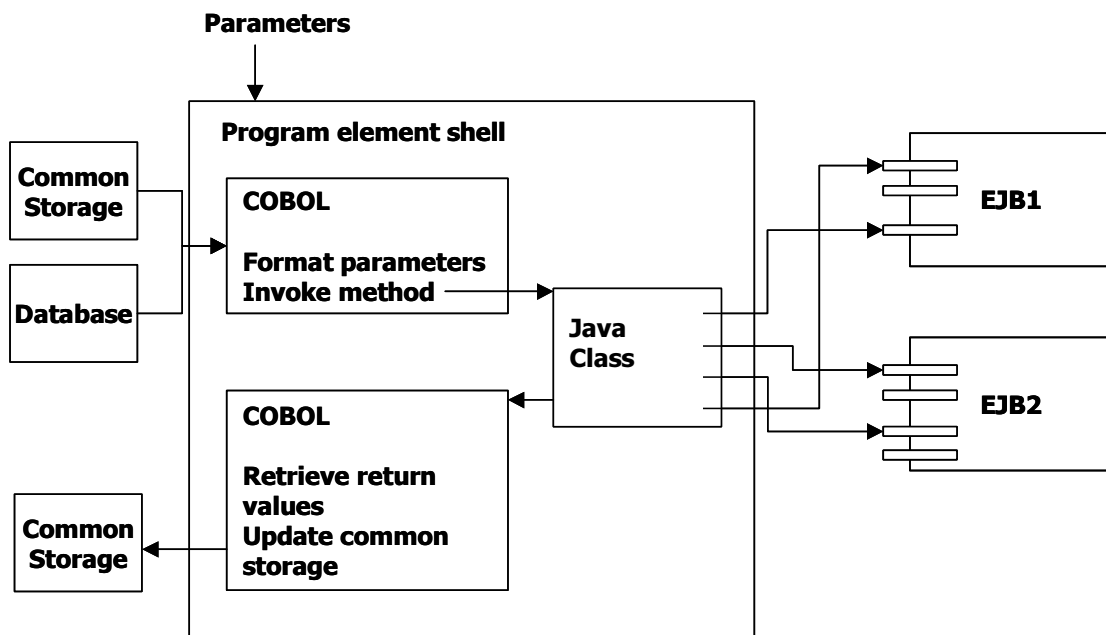 Parameters
Program element shell
Common
Storage
Database
COBOL
Format parameters
Invoke method
Java
Class
EJB1
EJB2
COBOL
Retrieve return
values
Update common
storage
Common
Storage